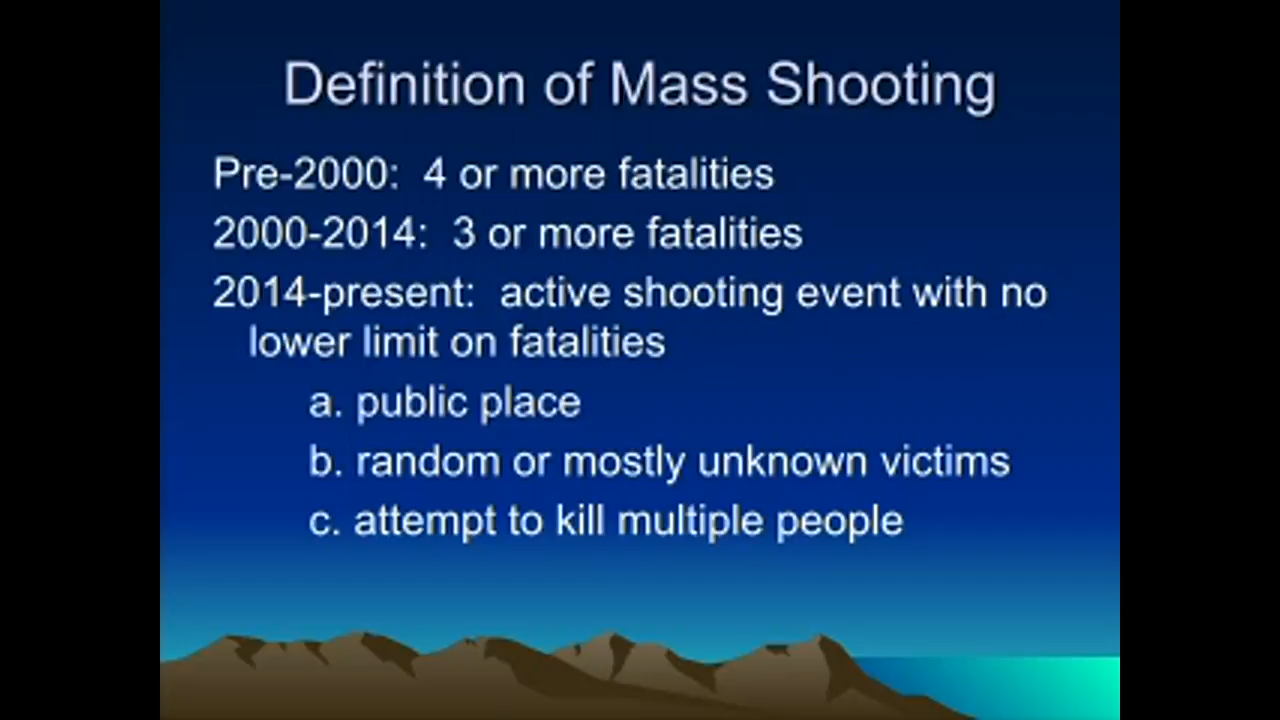 Definition of Mass Shooting
Pre-2000:  4 or more fatalities
2000-2014:  3 or more fatalities
2014-present:  active shooting event with no
lower limit on fatalities
a. public place
b. random or mostly unknown victims
c. attempt to kill multiple people